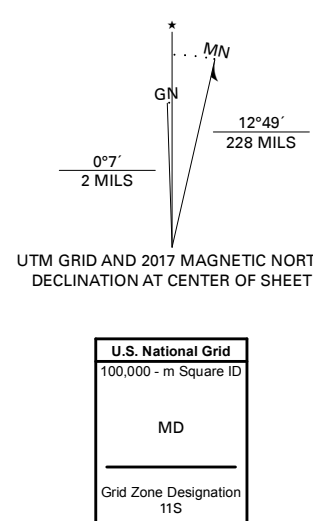 ★
MN
GN
12°49´
228 MILS
0°7´
2 MILS
UTM GRID AND 2017 MAGNETIC NORT
DECLINATION AT CENTER OF SHEET
U.S. National Grid
100,000 - m Square ID
MD
Grid Zone Designation
11S